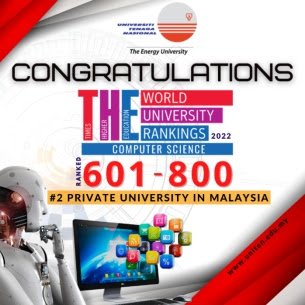 UNIVERSITI
TENAGA
NASIONAL
The Energy University
CONGRATULATIONS
THE
TIMES
HIGHER
EDUCATION
WORLD
UNIVERSITY
RANKINGS 2022
COMPUTER SCIENCE
RANKED
601-800
#2 PRIVATE UNIVERSITY IN MALAYSIA
www.uniten.edu.my